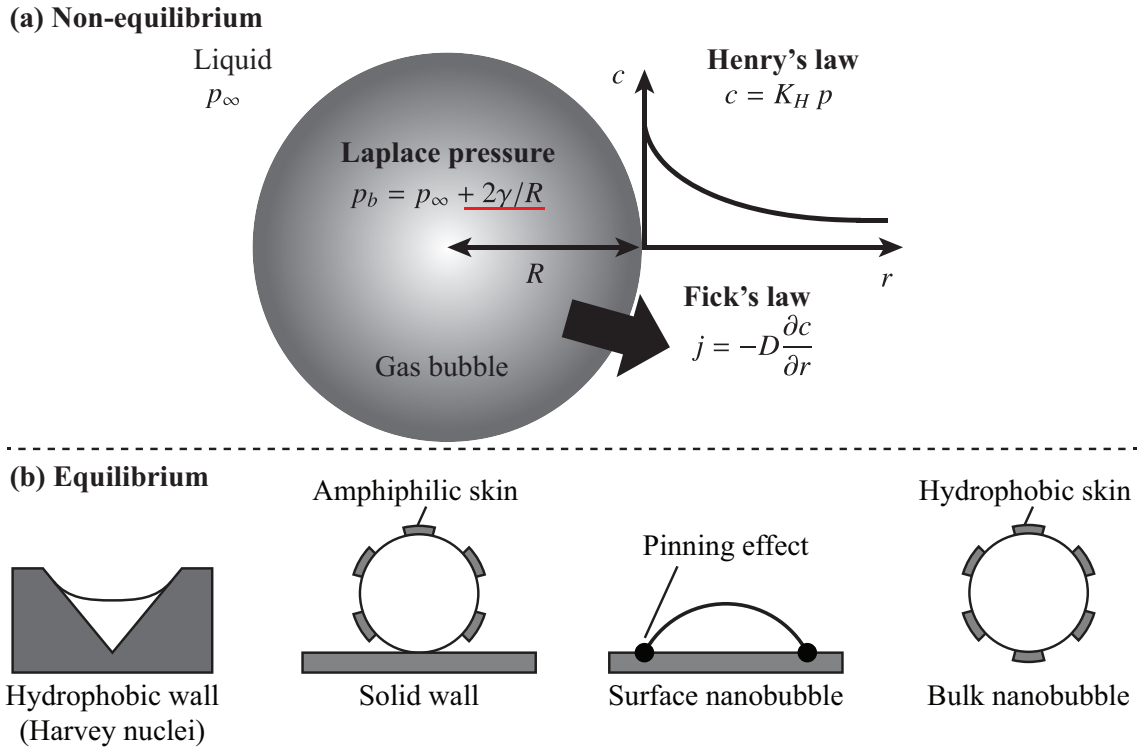 (a) Non-equilibrium
Liquid
p∞
Laplace pressure
p_b = p∞ + 2γ/R
R
Gas bubble
c
r
Henry's law
c = K_H p
Fick's law
j = −D ∂c/∂r
(b) Equilibrium
Hydrophobic wall
(Harvey nuclei)
Amphiphilic skin
Solid wall
Pinning effect
Surface nanobubble
Hydrophobic skin
Bulk nanobubble